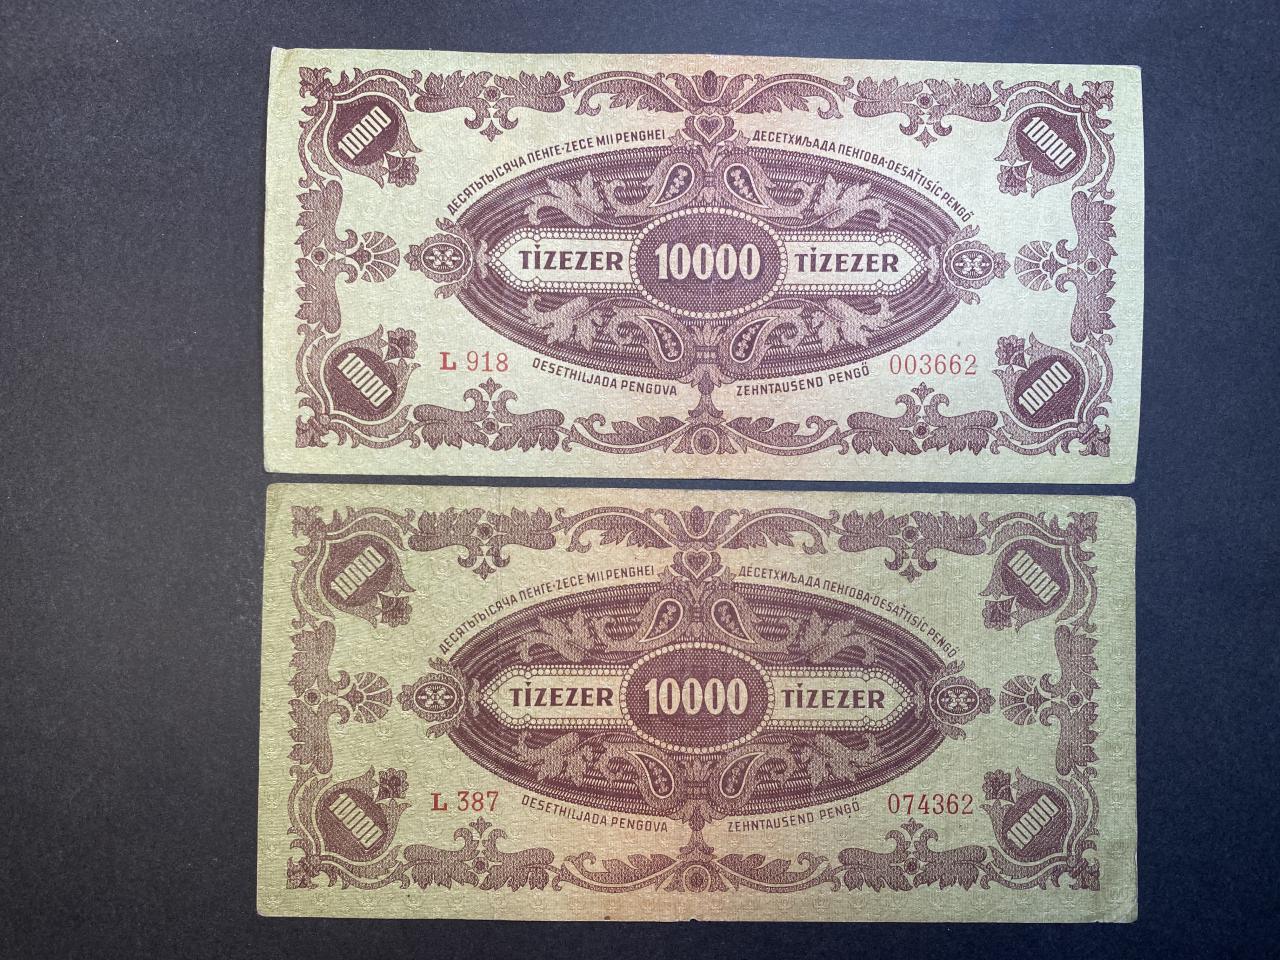 10000
10000
ДЕСЯТЬТЫСЯЧА ПЕНГЕ·ZECE MII PENGHEI
ДЕСЕТХИЉАДА ПЕНГОВА·DESAŤTISÍC PENGÖ
TÍZEZER 10000 TÍZEZER
L 918
DESETHILJADA PENGOVA
ZEHNTAUSEND PENGŐ
003662
10000
10000
10000
10000
ДЕСЯТЬТЫСЯЧА ПЕНГЕ·ZECE MII PENGHEI
ДЕСЕТХИЉАДА ПЕНГОВА·DESAŤTISÍC PENGÖ
TÍZEZER 10000 TÍZEZER
L 387
DESETHILJADA PENGOVA
ZEHNTAUSEND PENGŐ
074362
10000
10000